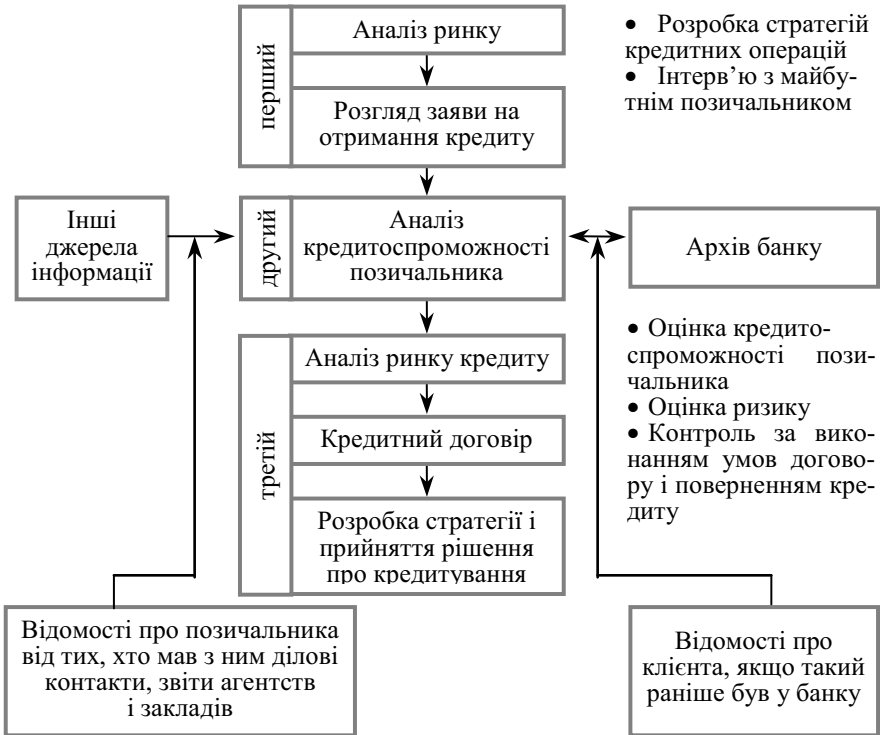 перший
Аналіз ринку
Розгляд заяви на
отримання кредиту
• Розробка стратегій
кредитних операцій
• Інтерв’ю з майбу-
тнім позичальником
Інші
джерела
інформації
другий
Аналіз
кредитоспроможності
позичальника
Архів банку
третій
Аналіз ринку кредиту
Кредитний договір
Розробка стратегії і
прийняття рішення
про кредитування
• Оцінка кредито-
спроможності пози-
чальника
• Оцінка ризику
• Контроль за вико-
нанням умов догово-
ру і поверненням кре-
диту
Відомості про позичальника
від тих, хто мав з ним ділові
контакти, звіти агентств
і закладів
Відомості про
клієнта, якщо такий
раніше був у банку